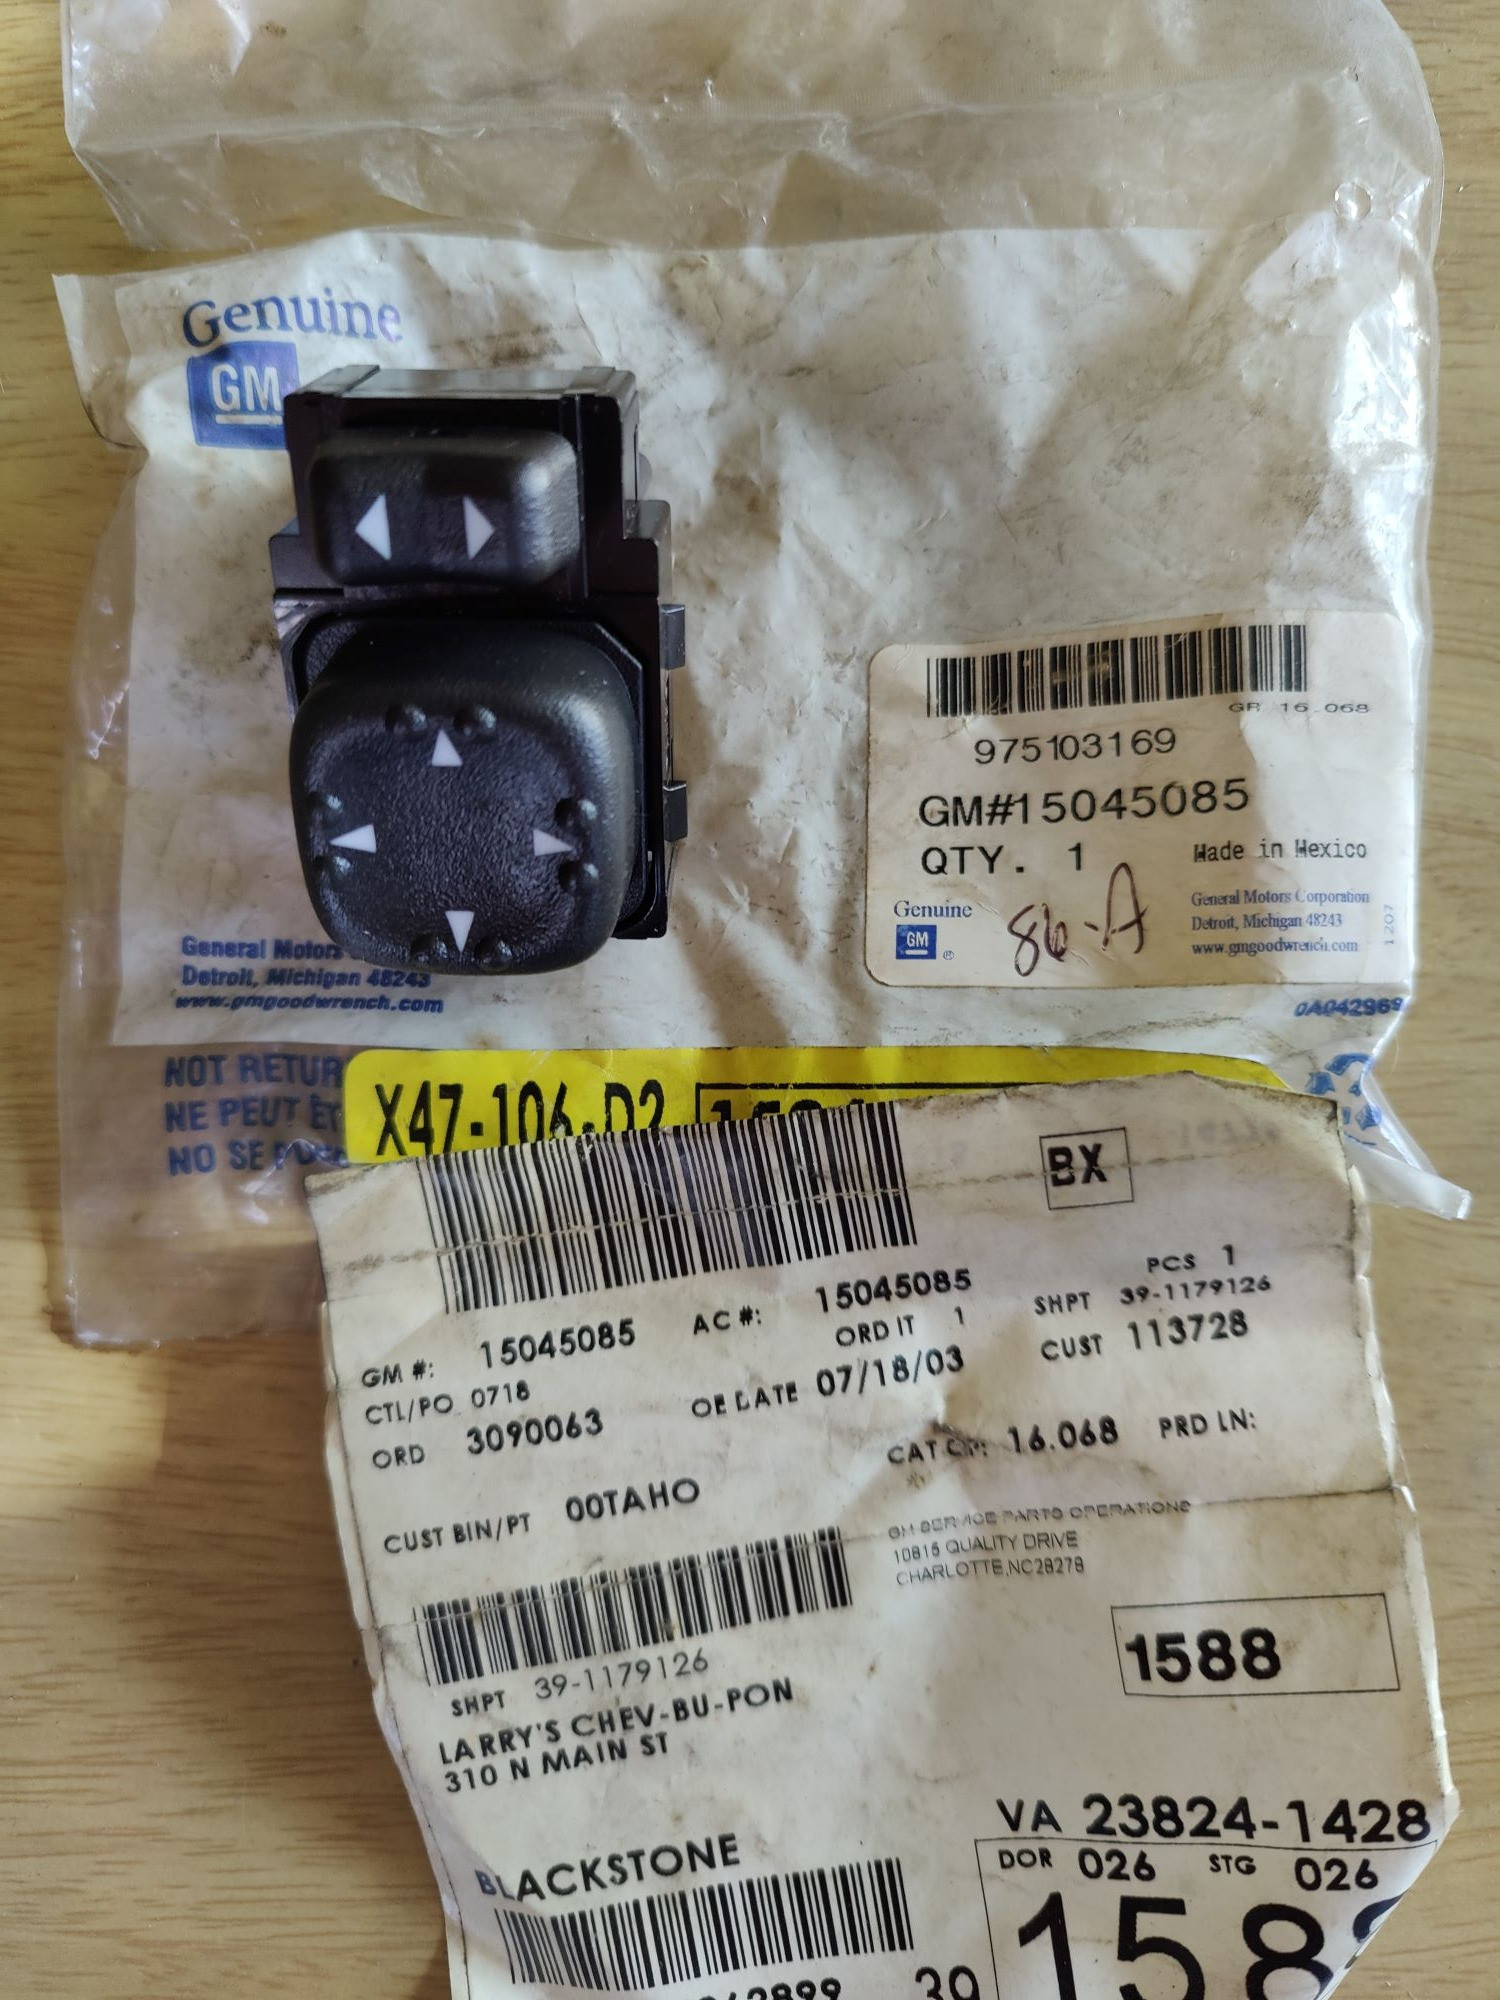 Genuine
GM
GR 16.068
975103169
GM#15045085
QTY. 1
Made in Mexico
Genuine
GM ®
86-A
General Motors Corporation
Detroit, Michigan 48243
www.gmgoodwrench.com
1207
General Motors
Detroit, Michigan 48243
www.gmgoodwrench.com
0A042969
NOT RETUR
NE PEUT ÊT
NO SE PUE
X47-106-D2
BX
PCS 1
GM #: 15045085 AC #: 15045085 SHPT 39-1179126
CTL/PO 0718 ORD IT 1 CUST 113728
ORD 3090063 OE DATE 07/18/03
CUST BIN/PT 00TAHO CAT GP: 16.068 PRD LN:
GM SERVICE PARTS OPERATIONS
10815 QUALITY DRIVE
CHARLOTTE,NC28278
SHPT 39-1179126
1588
LARRY'S CHEV-BU-PON
310 N MAIN ST
BLACKSTONE VA 23824-1428
DOR 026 STG 026
158
2899 39